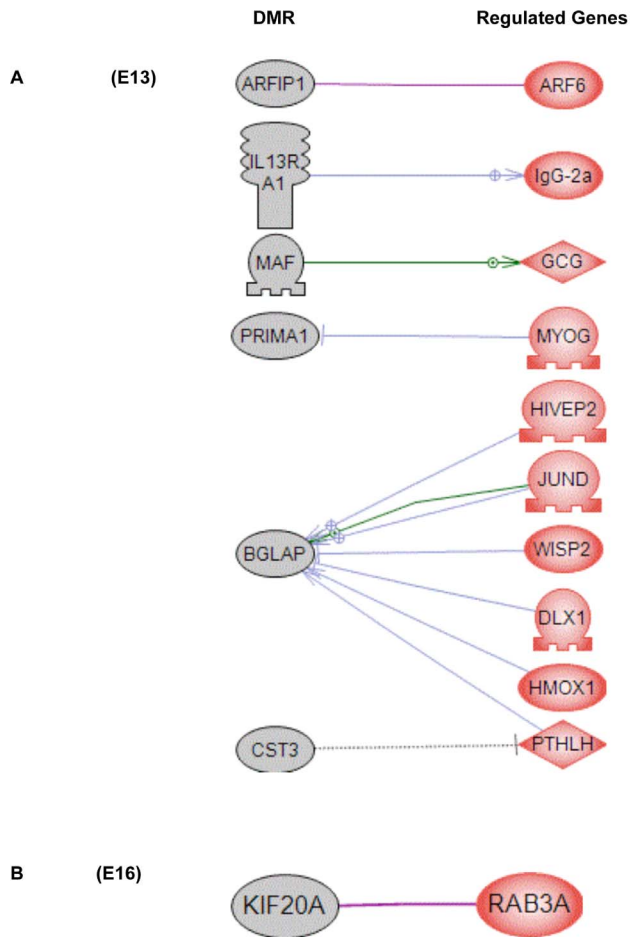 DMR Regulated Genes
A (E13)
ARFIP1 ARF6
IL13R
A1 IgG-2a
MAF GCG
PRIMA1 MYOG
HIVEP2
JUND
BGLAP WISP2
DLX1
HMOX1
CST3 PTHLH
B (E16)
KIF20A RAB3A